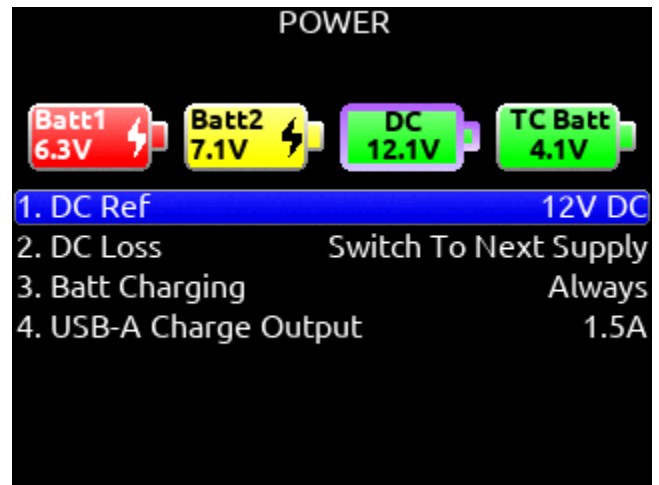 POWER
Batt1 Batt2 DC TC Batt
6.3V 7.1V 12.1V 4.1V
1. DC Ref 12V DC
2. DC Loss Switch To Next Supply
3. Batt Charging Always
4. USB-A Charge Output 1.5A